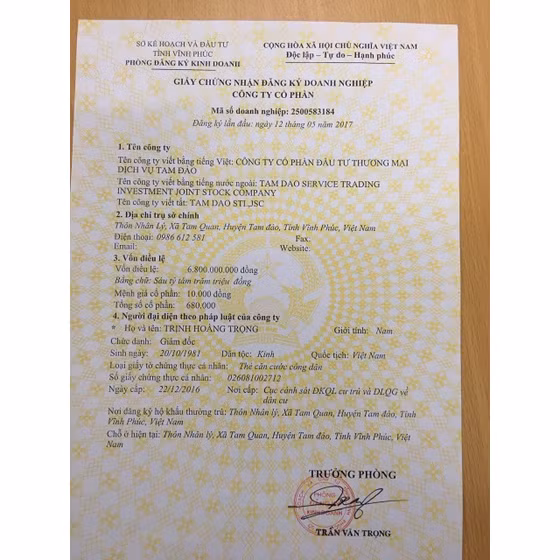 SỞ KẾ HOẠCH VÀ ĐẦU TƯ
TỈNH VĨNH PHÚC
PHÒNG ĐĂNG KÝ KINH DOANH
CỘNG HÒA XÃ HỘI CHỦ NGHĨA VIỆT NAM
Độc lập – Tự do – Hạnh phúc
GIẤY CHỨNG NHẬN ĐĂNG KÝ DOANH NGHIỆP
CÔNG TY CỔ PHẦN
Mã số doanh nghiệp: 2500583184
Đăng ký lần đầu: ngày 12 tháng 05 năm 2017
1. Tên công ty
Tên công ty viết bằng tiếng Việt: CÔNG TY CỔ PHẦN ĐẦU TƯ THƯƠNG MẠI
DỊCH VỤ TAM ĐẢO
Tên công ty viết bằng tiếng nước ngoài: TAM DAO SERVICE TRADING
INVESTMENT JOINT STOCK COMPANY
Tên công ty viết tắt: TAM DAO STI.,JSC
2. Địa chỉ trụ sở chính
Thôn Nhân Lý, Xã Tam Quan, Huyện Tam đảo, Tỉnh Vĩnh Phúc, Việt Nam
Điện thoại: 0986 612 581 Fax:
Email: Website:
3. Vốn điều lệ
Vốn điều lệ: 6.800.000.000 đồng
Bằng chữ: Sáu tỷ tám trăm triệu đồng
Mệnh giá cổ phần: 10.000 đồng
Tổng số cổ phần: 680.000
4. Người đại diện theo pháp luật của công ty
* Họ và tên: TRỊNH HOÀNG TRỌNG Giới tính: Nam
Chức danh: Giám đốc
Sinh ngày: 20/10/1981 Dân tộc: Kinh Quốc tịch: Việt Nam
Loại giấy tờ chứng thực cá nhân: Thẻ căn cước công dân
Số giấy chứng thực cá nhân: 026081002712
Ngày cấp: 22/12/2016 Nơi cấp: Cục cảnh sát ĐKQL cư trú và DLQG về
dân cư
Nơi đăng ký hộ khẩu thường trú: Thôn Nhân lý, Xã Tam Quan, Huyện Tam đảo, Tỉnh
Vĩnh Phúc, Việt Nam
Chỗ ở hiện tại: Thôn Nhân lý, Xã Tam Quan, Huyện Tam đảo, Tỉnh Vĩnh Phúc, Việt
Nam
TRƯỞNG PHÒNG
PHÒNG
KINH DOANH
TRẦN VĂN TRỌNG